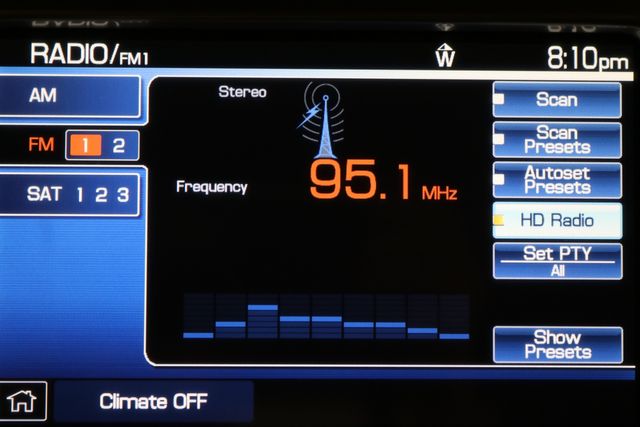 RADIO/FM1
W
8:10pm
AM
Stereo
Scan
FM 1 2
Scan
Presets
Autoset
Presets
SAT 1 2 3
Frequency
95.1 MHz
HD Radio
Set PTY
All
Show
Presets
Climate OFF